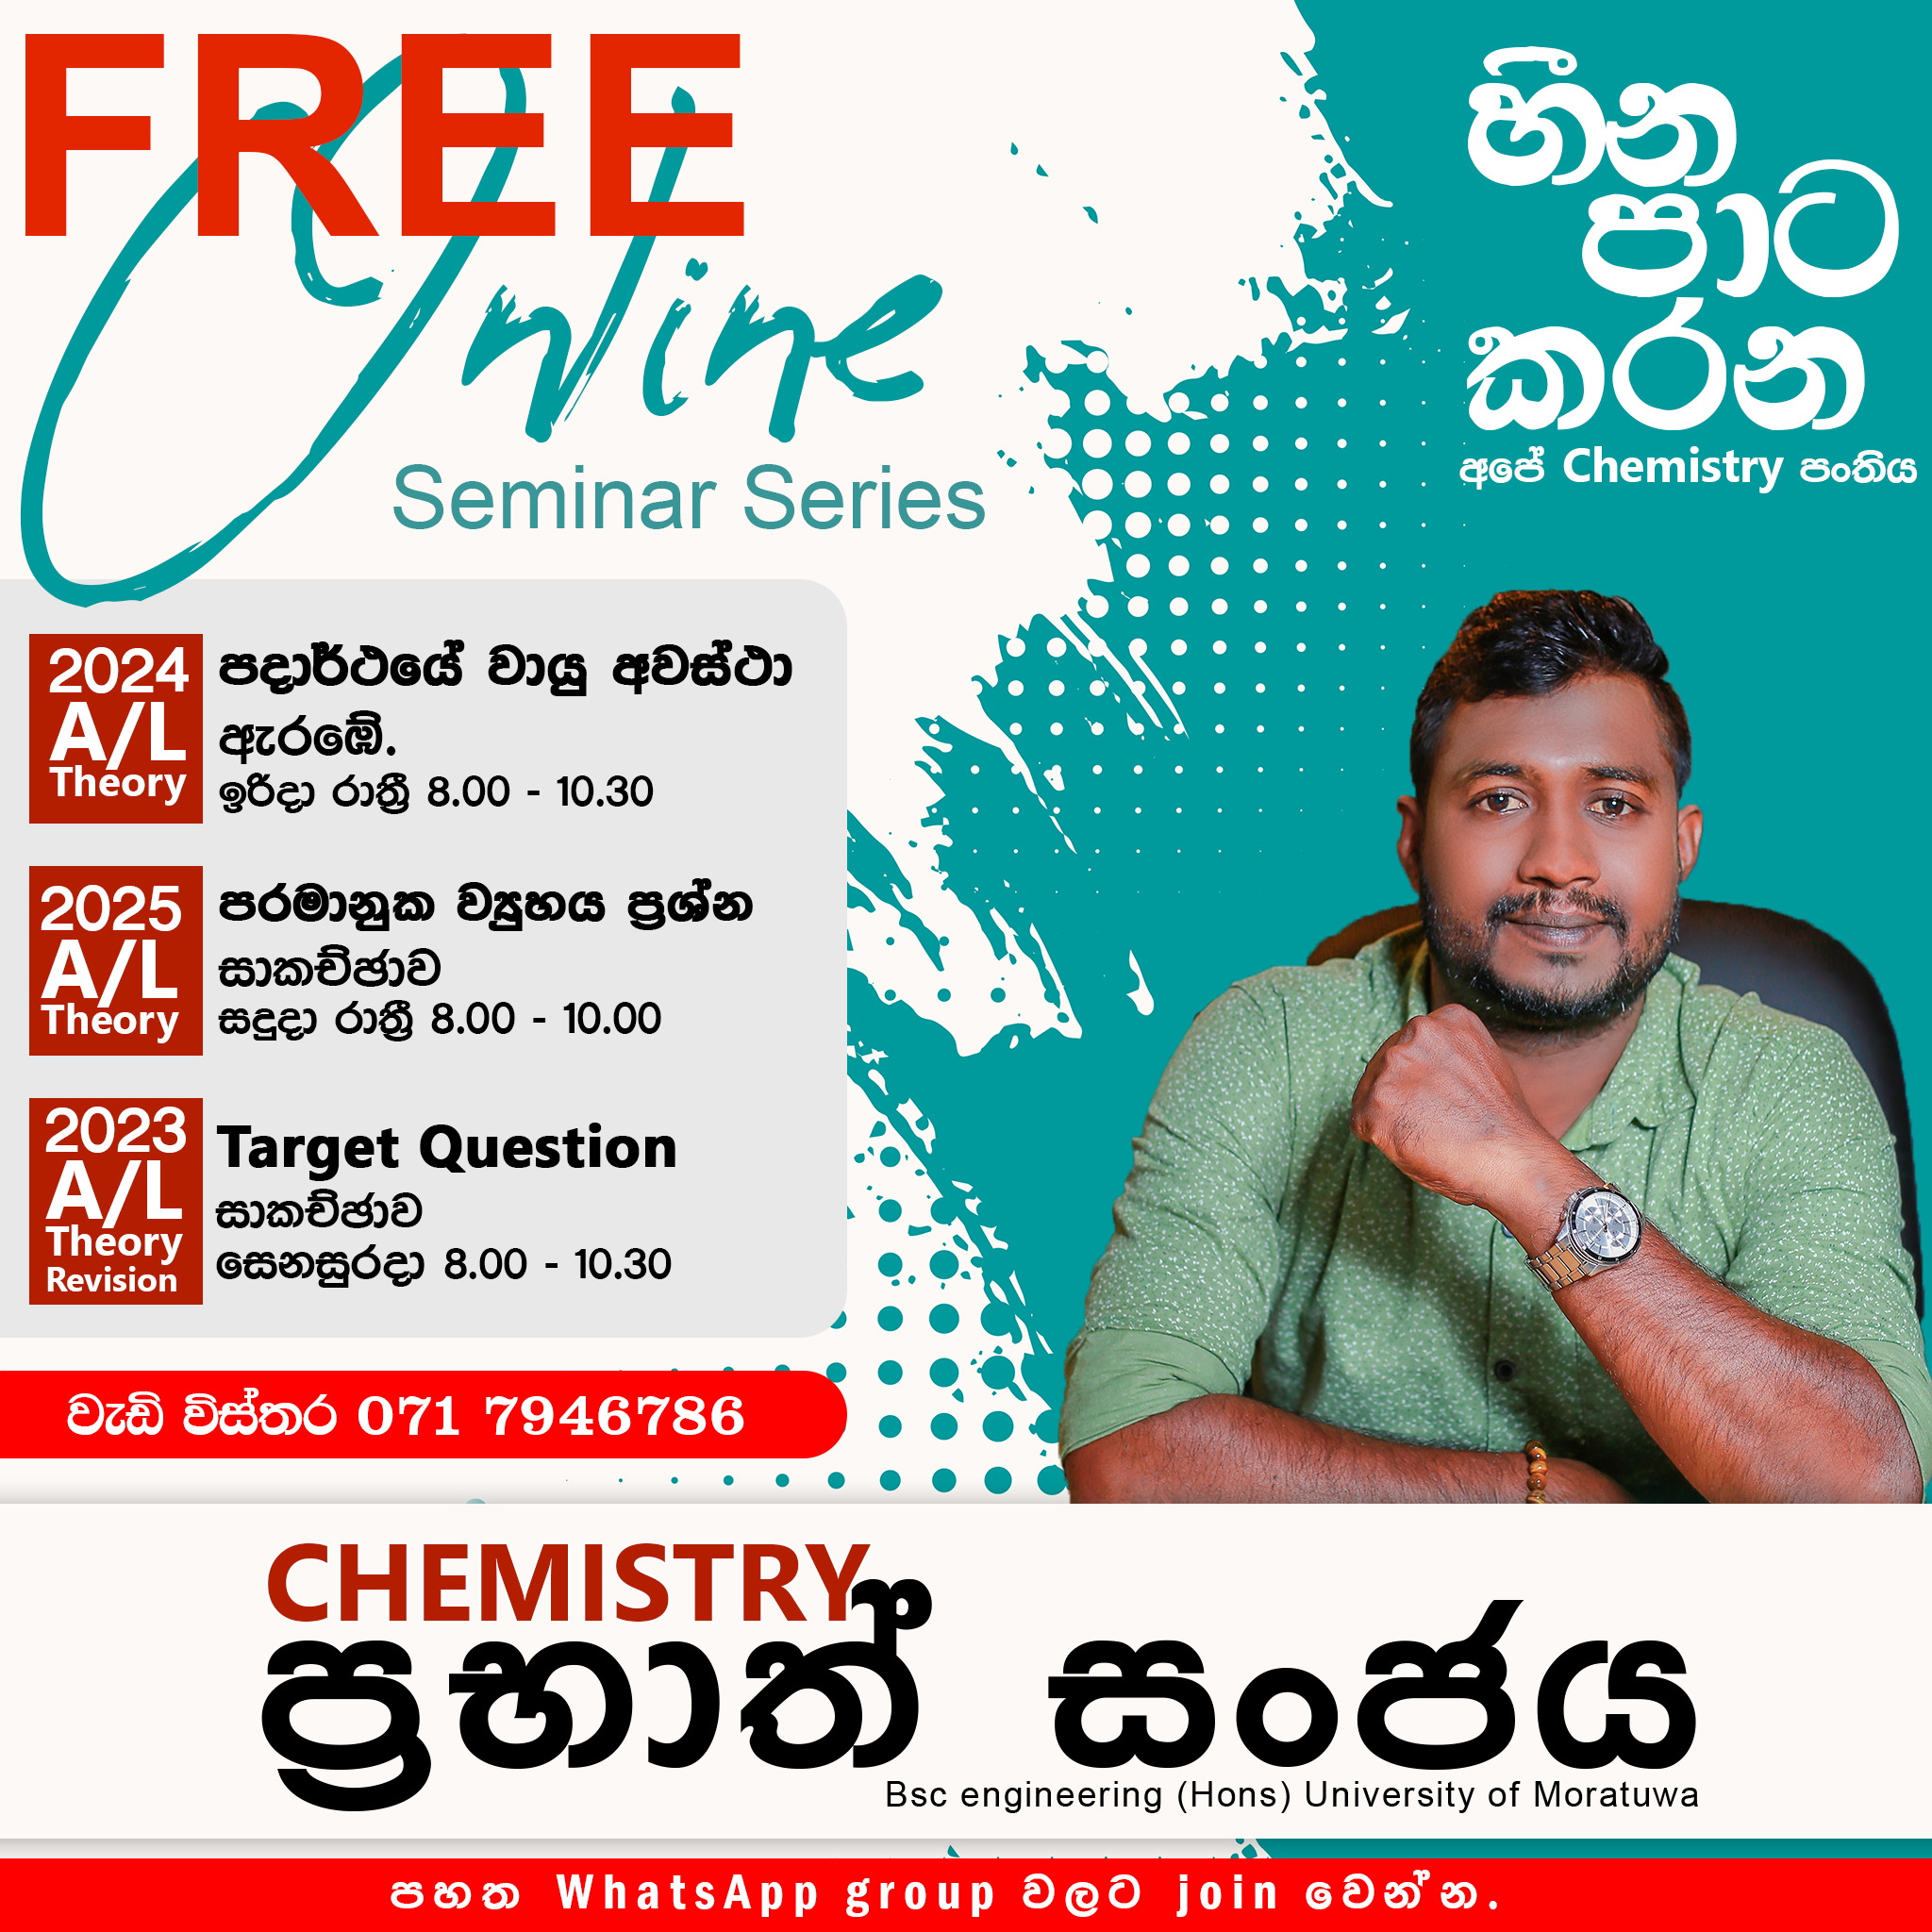 FREE
Online
Seminar Series
හීන
පාට
කරන
අපේ Chemistry පංතිය
2024
A/L
Theory
පදාර්ථයේ වායු අවස්ථා
ඇරඹේ.
ඉරිදා රාත්‍රී 8.00 - 10.30
2025
A/L
Theory
පරමානුක ව්‍යුහය ප්‍රශ්න
සාකච්ඡාව
සඳුදා රාත්‍රී 8.00 - 10.00
2023
A/L
Theory
Revision
Target Question
සාකච්ඡාව
සෙනසුරදා 8.00 - 10.30
වැඩි විස්තර 071 7946786
CHEMISTRY
ප්‍රභාත් සංජය
Bsc engineering (Hons) University of Moratuwa
පහත WhatsApp group වලට join වෙන්න.